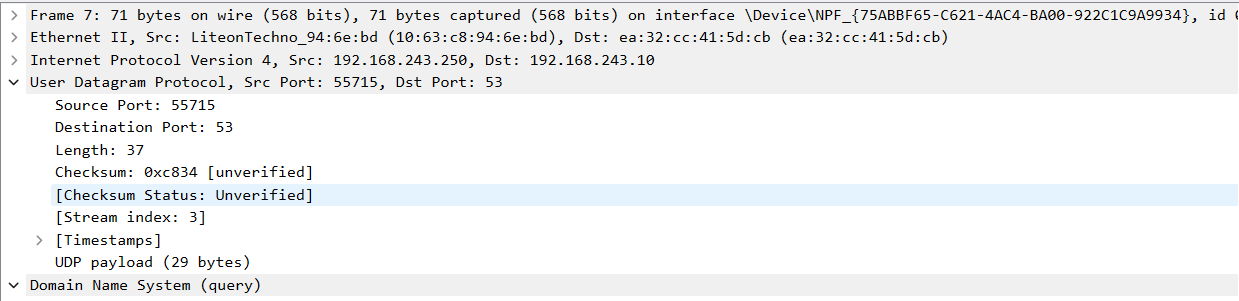 Frame 7: 71 bytes on wire (568 bits), 71 bytes captured (568 bits) on interface \Device\NPF_{75ABBF65-C621-4AC4-BA00-922C1C9A9934}, id
Ethernet II, Src: LiteonTechno_94:6e:bd (10:63:c8:94:6e:bd), Dst: ea:32:cc:41:5d:cb (ea:32:cc:41:5d:cb)
Internet Protocol Version 4, Src: 192.168.243.250, Dst: 192.168.243.10
User Datagram Protocol, Src Port: 55715, Dst Port: 53
Source Port: 55715
Destination Port: 53
Length: 37
Checksum: 0xc834 [unverified]
[Checksum Status: Unverified]
[Stream index: 3]
[Timestamps]
UDP payload (29 bytes)
Domain Name System (query)